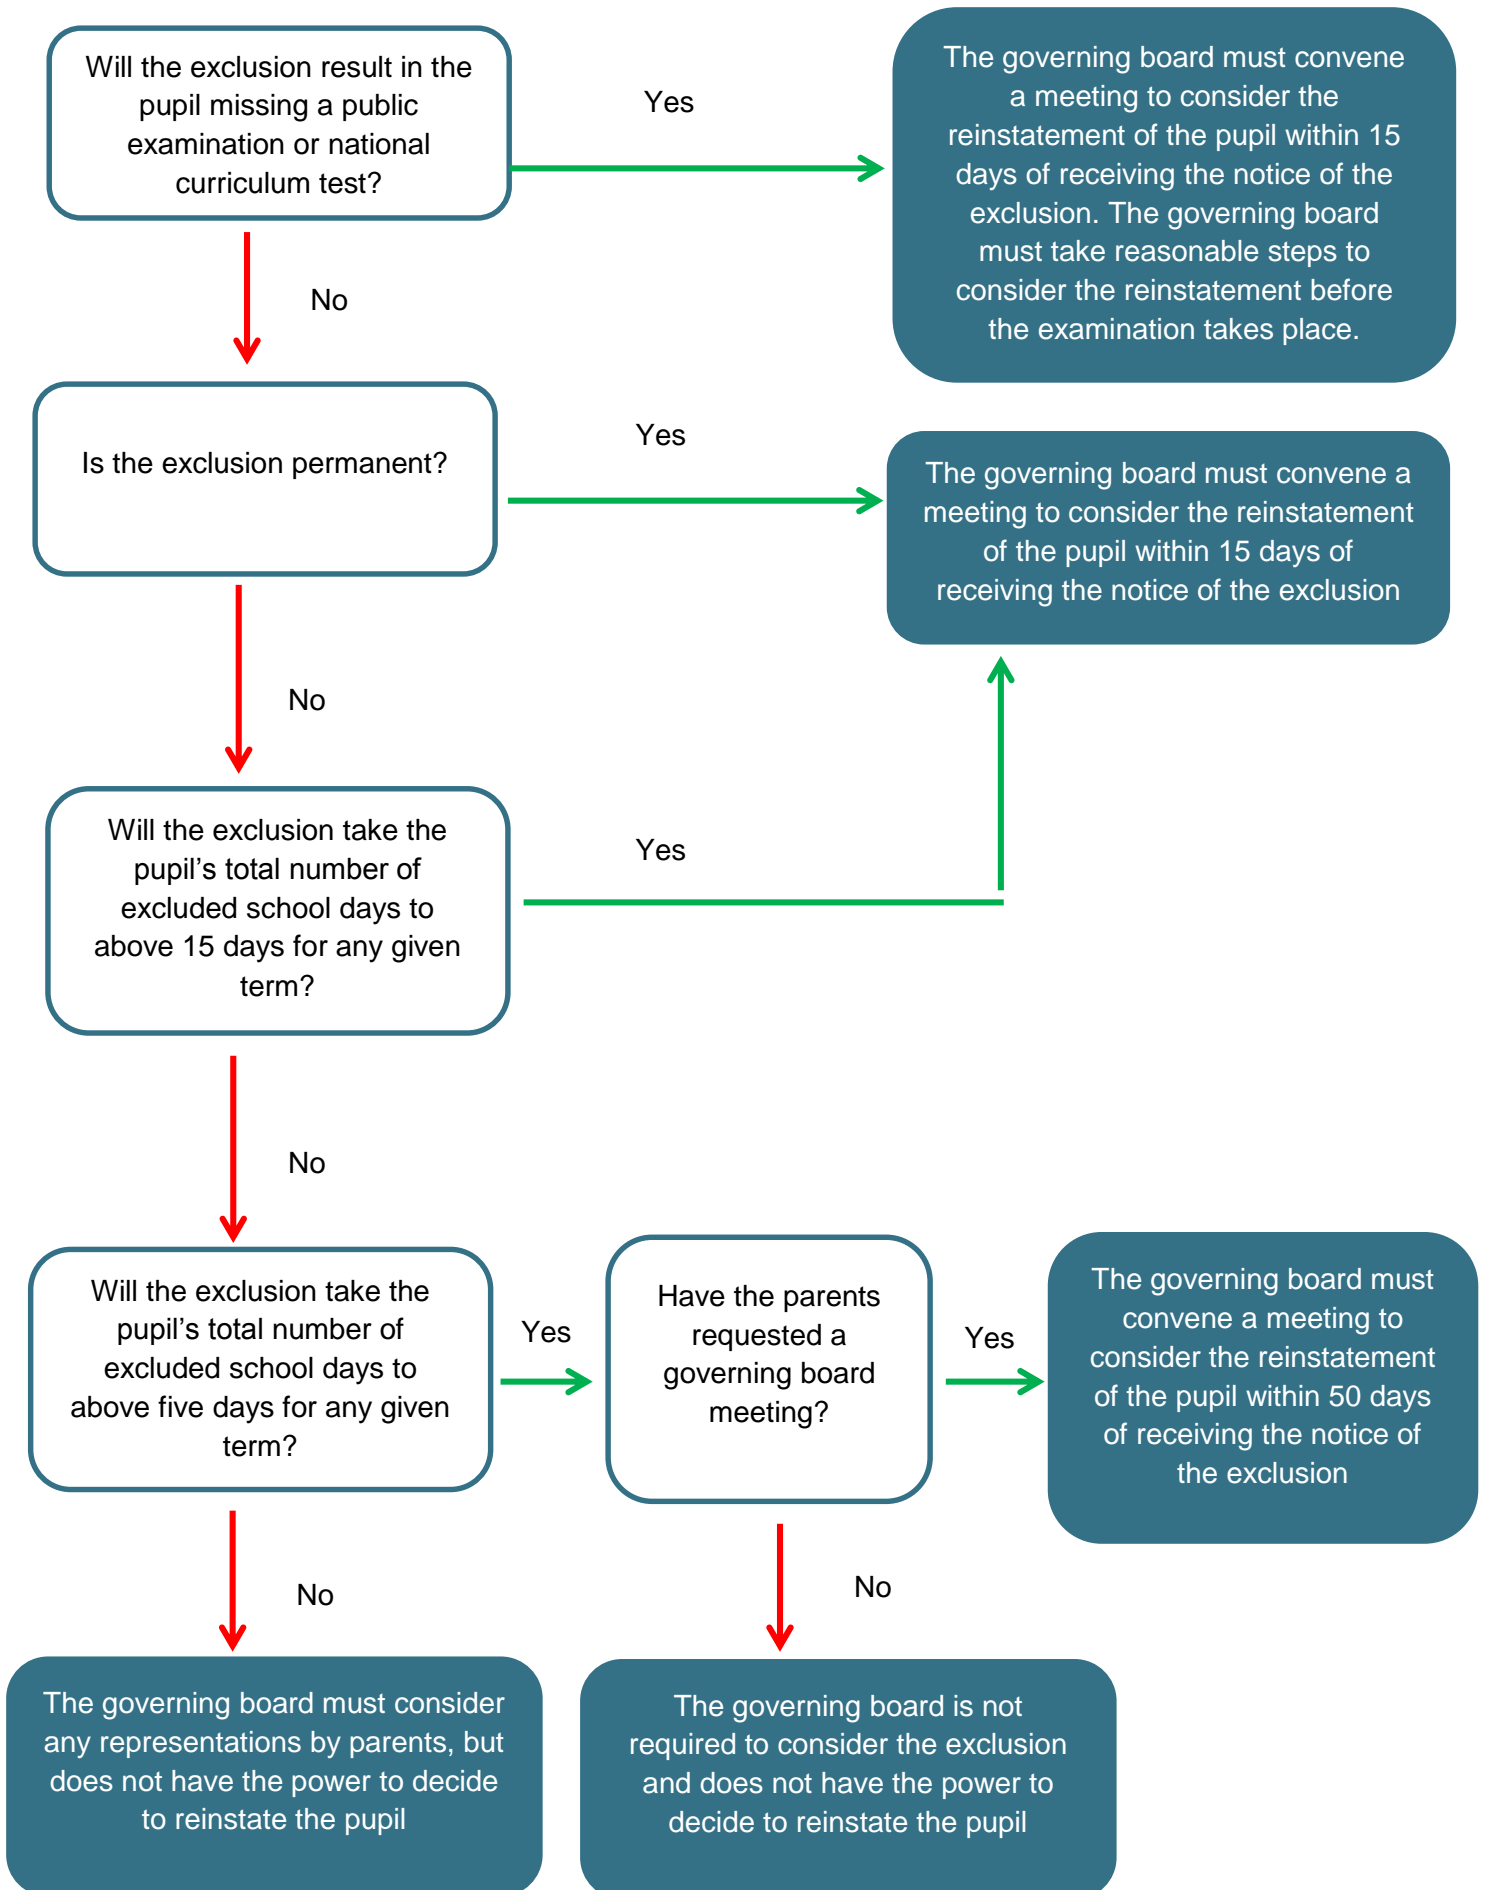 Will the exclusion result in the
pupil missing a public
examination or national
curriculum test?
Yes
The governing board must convene
a meeting to consider the
reinstatement of the pupil within 15
days of receiving the notice of the
exclusion. The governing board
must take reasonable steps to
consider the reinstatement before
the examination takes place.
No
Is the exclusion permanent?
Yes
The governing board must convene a
meeting to consider the reinstatement
of the pupil within 15 days of
receiving the notice of the exclusion
No
Will the exclusion take the
pupil’s total number of
excluded school days to
above 15 days for any given
term?
Yes
No
Will the exclusion take the
pupil’s total number of
excluded school days to
above five days for any given
term?
Yes
Have the parents
requested a
governing board
meeting?
Yes
The governing board must
convene a meeting to
consider the reinstatement
of the pupil within 50 days
of receiving the notice of
the exclusion
No
No
The governing board must consider
any representations by parents, but
does not have the power to decide
to reinstate the pupil
The governing board is not
required to consider the exclusion
and does not have the power to
decide to reinstate the pupil